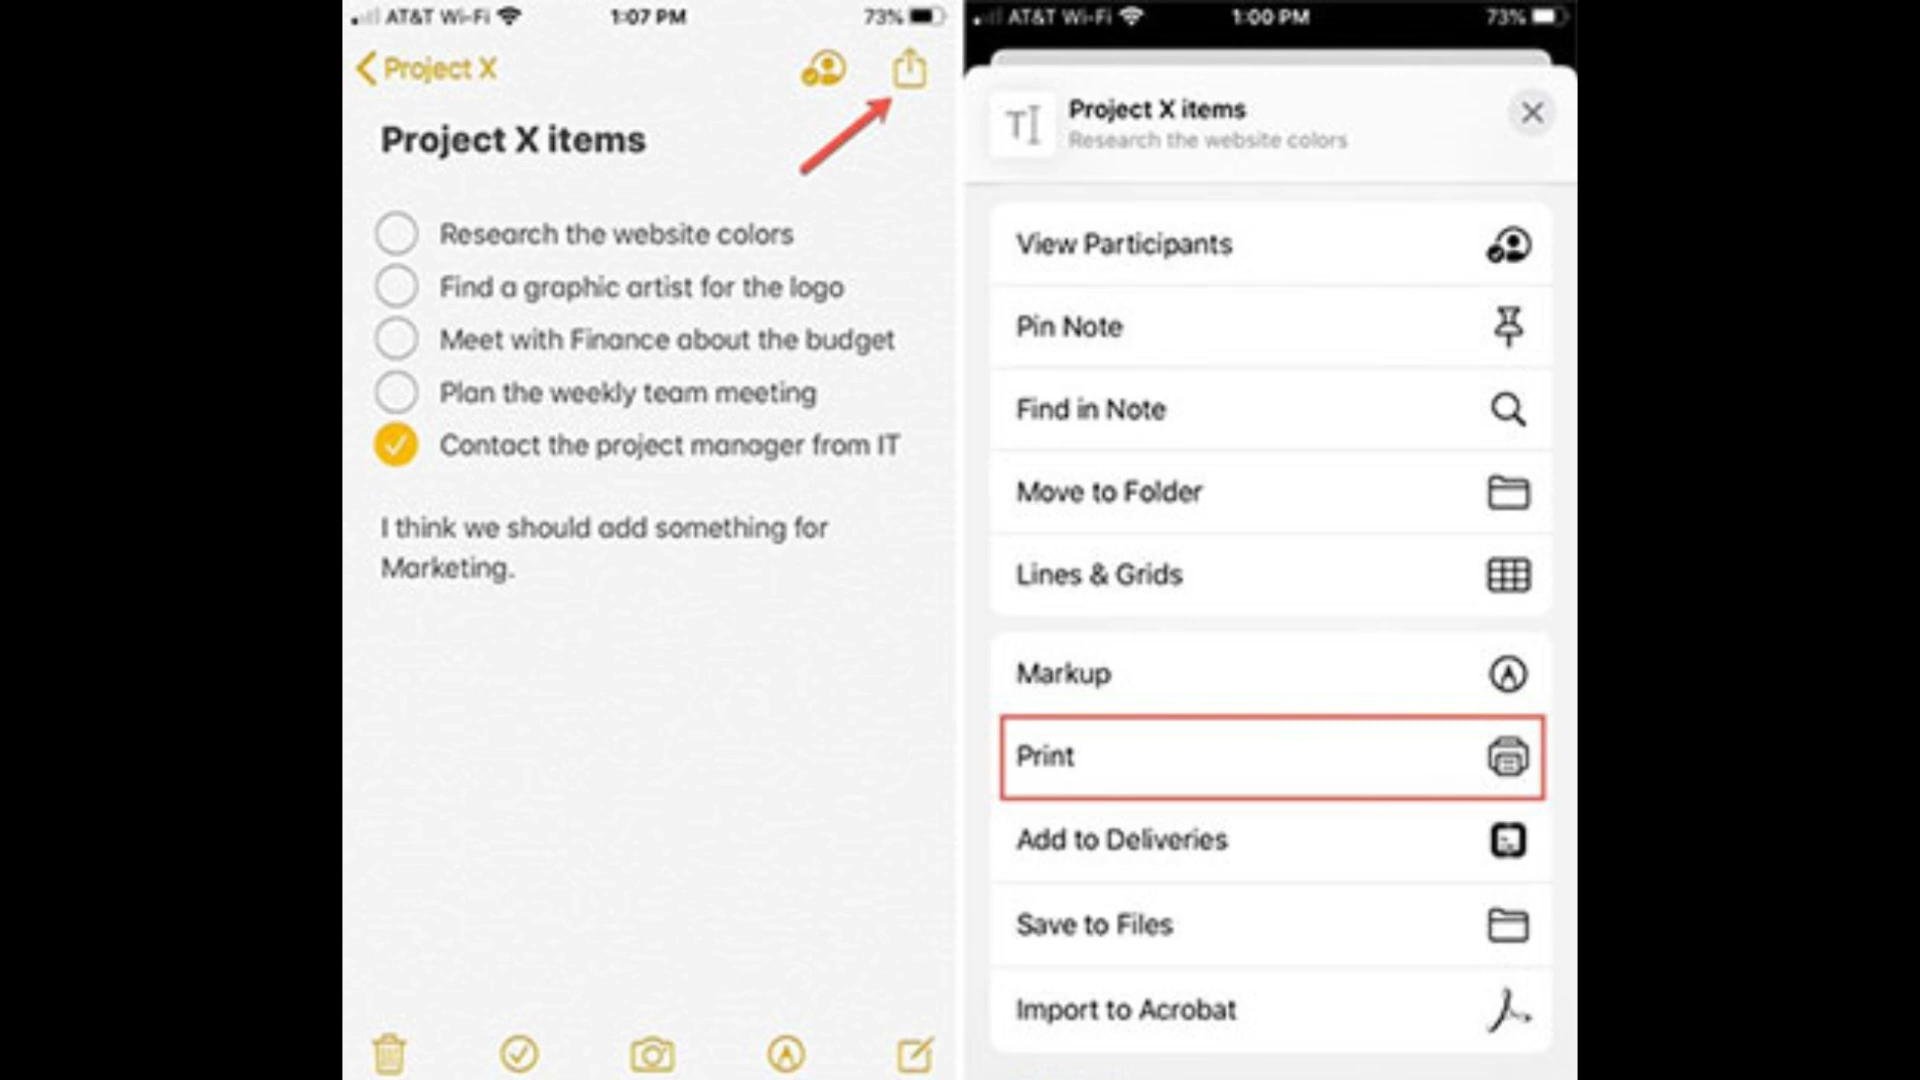 AT&T Wi-Fi 1:07 PM 73%
Project X
Project X items
Research the website colors
Find a graphic artist for the logo
Meet with Finance about the budget
Plan the weekly team meeting
Contact the project manager from IT
I think we should add something for
Marketing.
AT&T Wi-Fi 1:00 PM 73%
Project X items
Research the website colors
View Participants
Pin Note
Find in Note
Move to Folder
Lines & Grids
Markup
Print
Add to Deliveries
Save to Files
Import to Acrobat